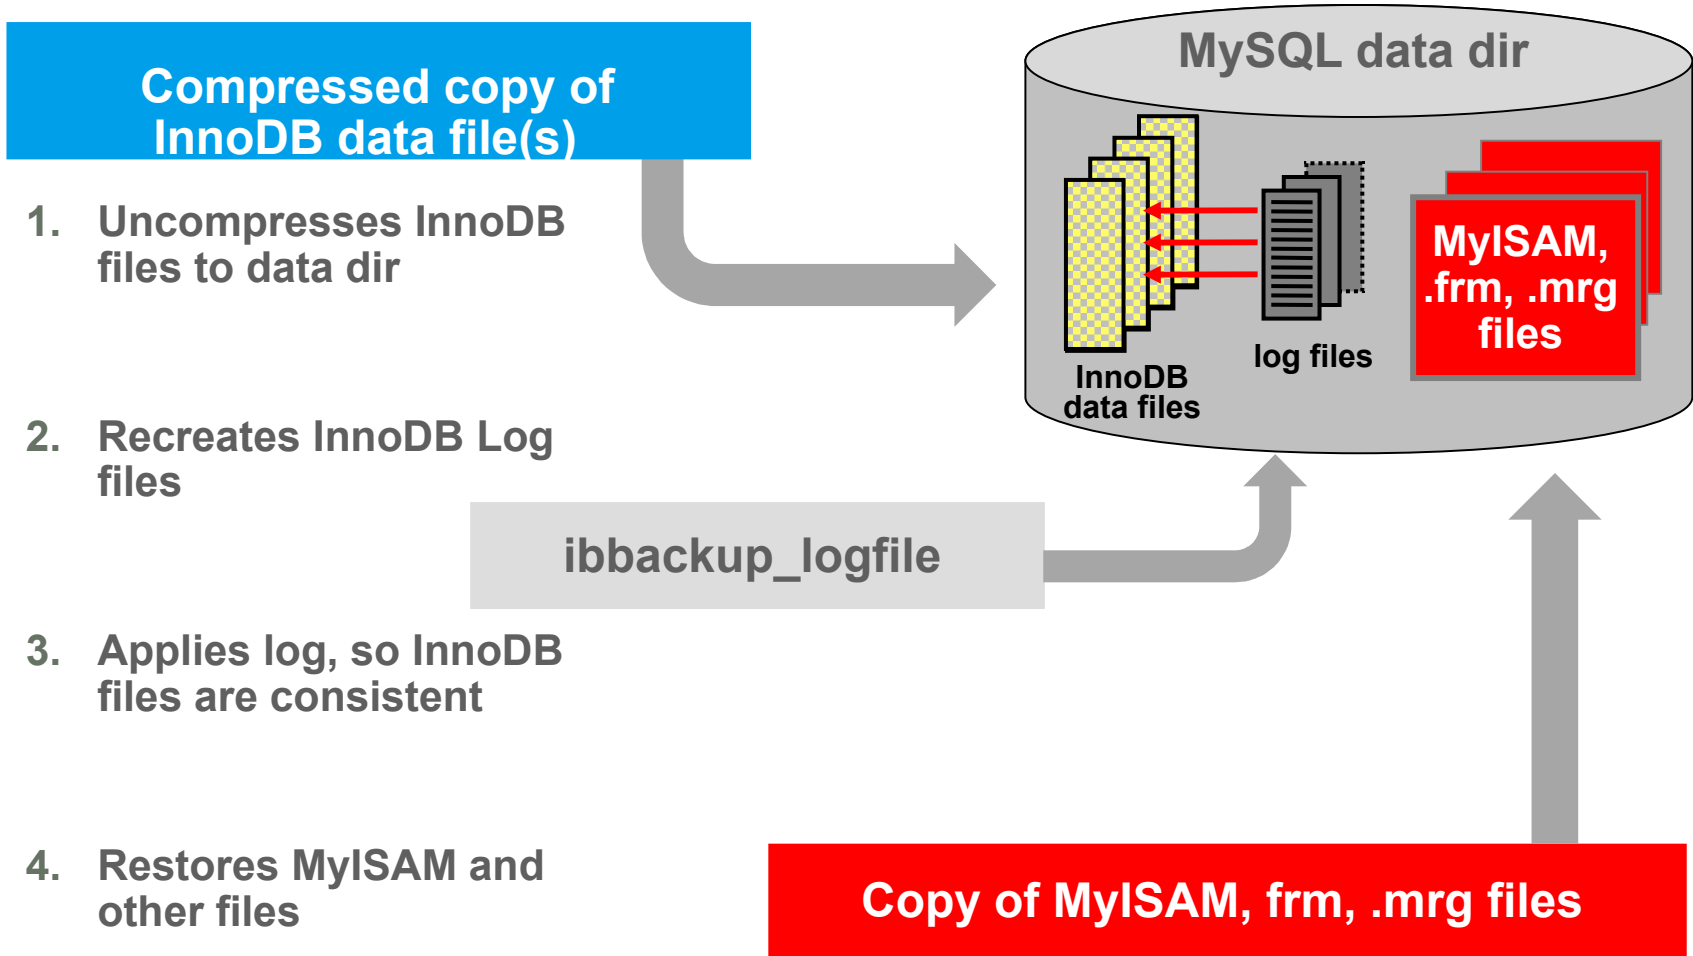 Compressed copy of
InnoDB data file(s)
MySQL data dir
1. Uncompresses InnoDB
files to data dir
MyISAM,
.frm, .mrg
files
log files
InnoDB
data files
2. Recreates InnoDB Log
files
ibbackup_logfile
3. Applies log, so InnoDB
files are consistent
4. Restores MyISAM and
other files
Copy of MyISAM, frm, .mrg files